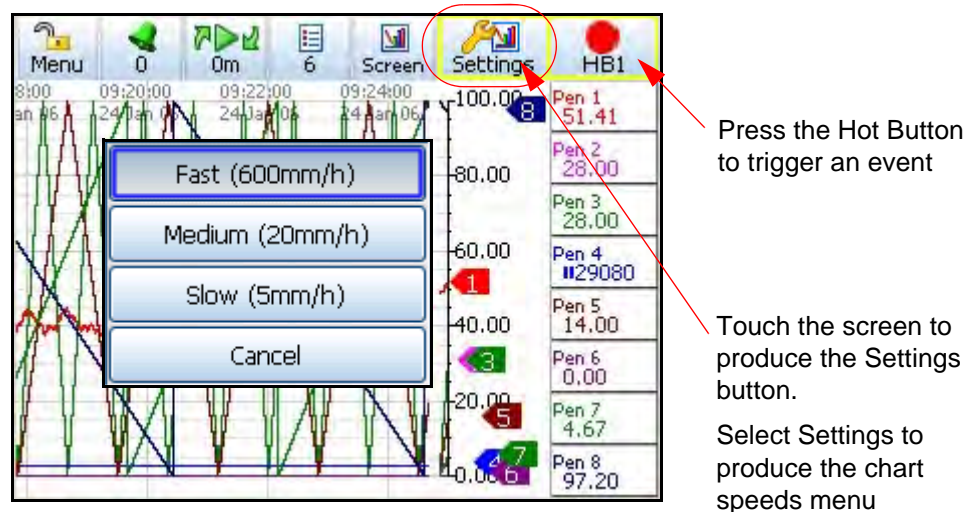 Menu 0 0m 6 Screen Settings HB1
8:00 09:20:00 09:22:00 09:24:00
an 06 24 Jan 06 24 Jan 06 24 Jan 06
100.00
80.00
60.00
40.00
20.00
0.00
8
1
3
5
4
7
6
Fast (600mm/h)
Medium (20mm/h)
Slow (5mm/h)
Cancel
Pen 1
51.41
Pen 2
28.00
Pen 3
28.00
Pen 4
29080
Pen 5
14.00
Pen 6
0.00
Pen 7
4.67
Pen 8
97.20
Press the Hot Button
to trigger an event
Touch the screen to
produce the Settings
button.
Select Settings to
produce the chart
speeds menu